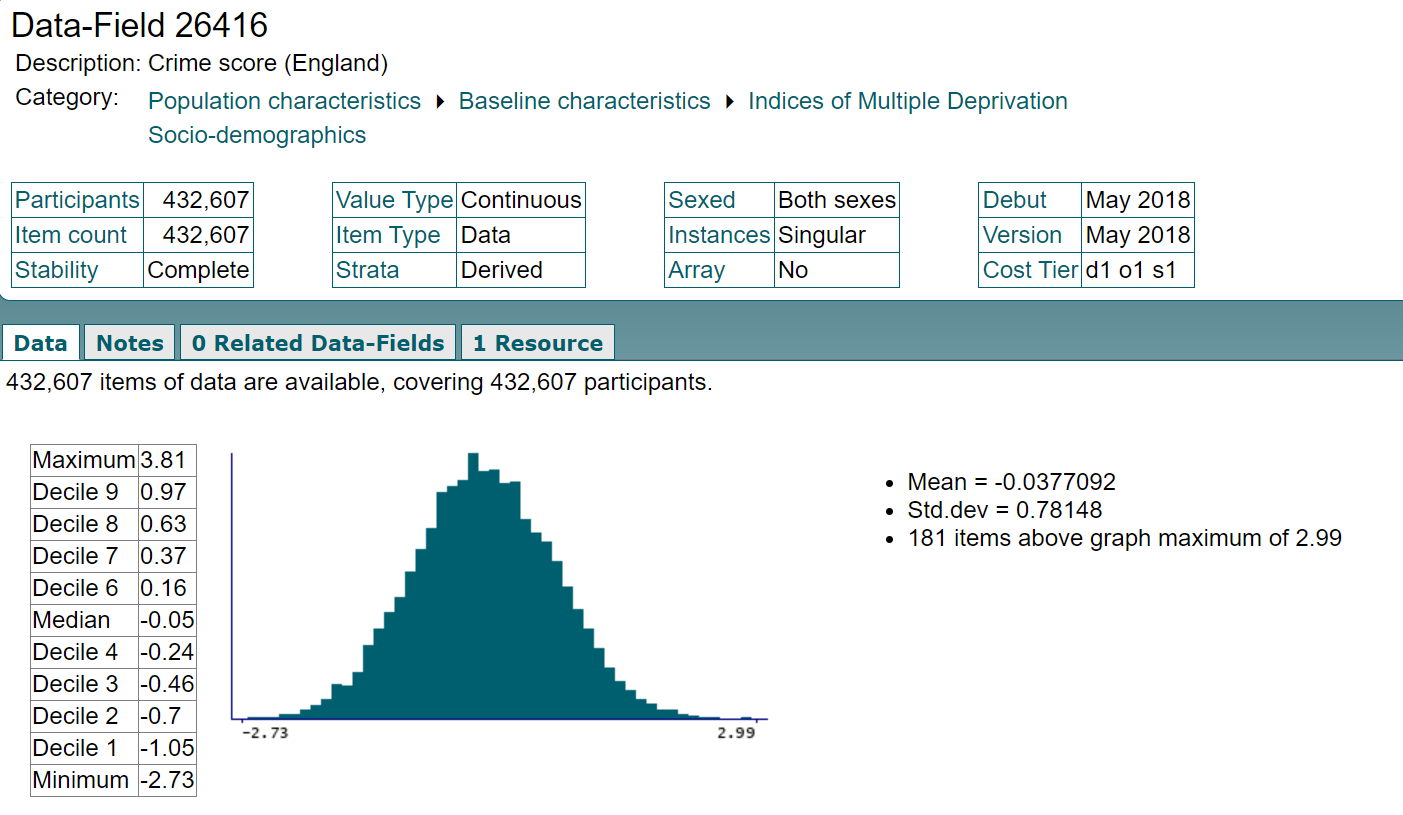 Data-Field 26416
Description: Crime score (England)
Category: Population characteristics ▸ Baseline characteristics ▸ Indices of Multiple Deprivation
Socio-demographics
Participants 432,607 Value Type Continuous Sexed Both sexes Debut May 2018
Item count 432,607 Item Type Data Instances Singular Version May 2018
Stability Complete Strata Derived Array No Cost Tier d1 o1 s1
Data Notes 0 Related Data-Fields 1 Resource
432,607 items of data are available, covering 432,607 participants.
Maximum 3.81
Decile 9 0.97
Decile 8 0.63
Decile 7 0.37
Decile 6 0.16
Median -0.05
Decile 4 -0.24
Decile 3 -0.46
Decile 2 -0.7
Decile 1 -1.05
Minimum -2.73
-2.73 2.99
• Mean = -0.0377092
• Std.dev = 0.78148
• 181 items above graph maximum of 2.99